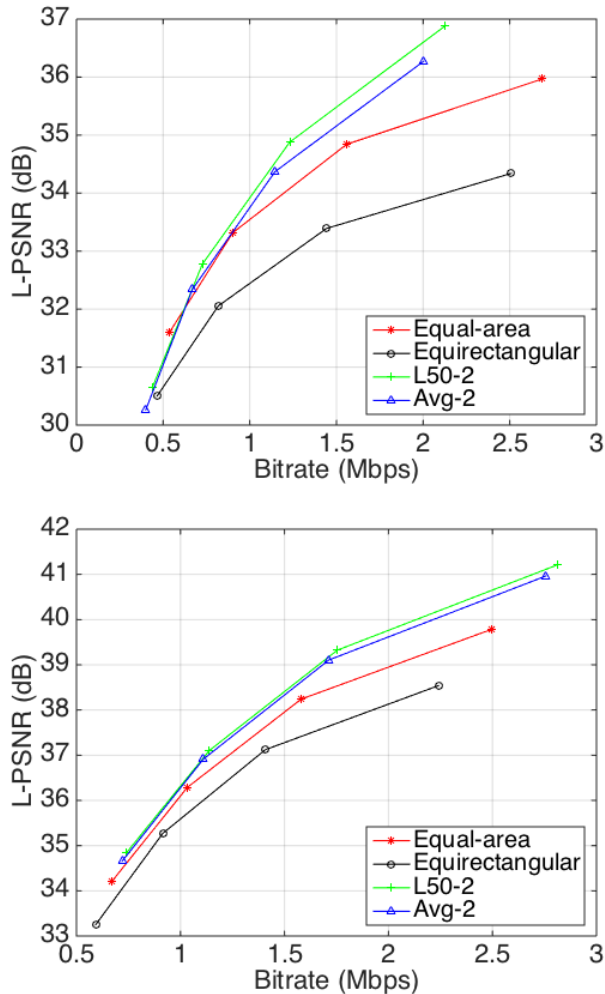 37
36
35
34
33
32
31
30
L-PSNR (dB)
0 0.5 1 1.5 2 2.5 3
Bitrate (Mbps)
Equal-area
Equirectangular
L50-2
Avg-2
42
41
40
39
38
37
36
35
34
33
L-PSNR (dB)
0.5 1 1.5 2 2.5 3
Bitrate (Mbps)
Equal-area
Equirectangular
L50-2
Avg-2